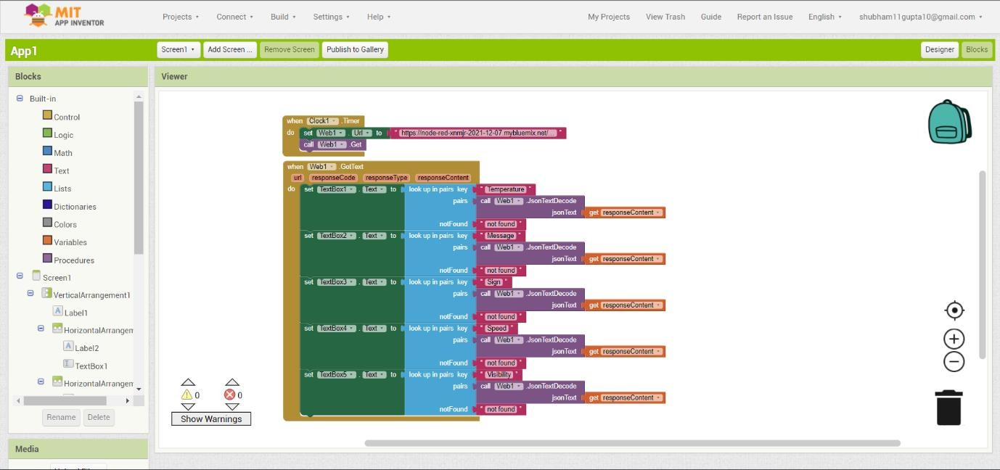 MIT
APP INVENTOR
Projects Connect Build Settings Help My Projects View Trash Guide Report an Issue English shubham11gupta10@gmail.com
App1 Screen1 Add Screen ... Remove Screen Publish to Gallery Designer Blocks
Blocks
Viewer
Built-in
Control
Logic
Math
Text
Lists
Dictionaries
Colors
Variables
Procedures
Screen1
VerticalArrangement1
Label1
HorizontalArrangem
Label2
TextBox1
HorizontalArrangem
Rename Delete
Media
when Clock1 .Timer
do set Web1 . Url to " https://node-red-xnmjr-2021-12-07.mybluemix.net/... "
call Web1 .Get
when Web1 .GotText
url responseCode responseType responseContent
do set TextBox1 . Text to look up in pairs key " Temperature "
pairs call Web1 .JsonTextDecode
jsonText get responseContent
notFound " not found "
set TextBox2 . Text to look up in pairs key " Message "
pairs call Web1 .JsonTextDecode
jsonText get responseContent
notFound " not found "
set TextBox3 . Text to look up in pairs key " Sign "
pairs call Web1 .JsonTextDecode
jsonText get responseContent
notFound " not found "
set TextBox4 . Text to look up in pairs key " Speed "
pairs call Web1 .JsonTextDecode
jsonText get responseContent
notFound " not found "
set TextBox5 . Text to look up in pairs key " Visibility "
pairs call Web1 .JsonTextDecode
jsonText get responseContent
notFound " not found "
0 0
Show Warnings